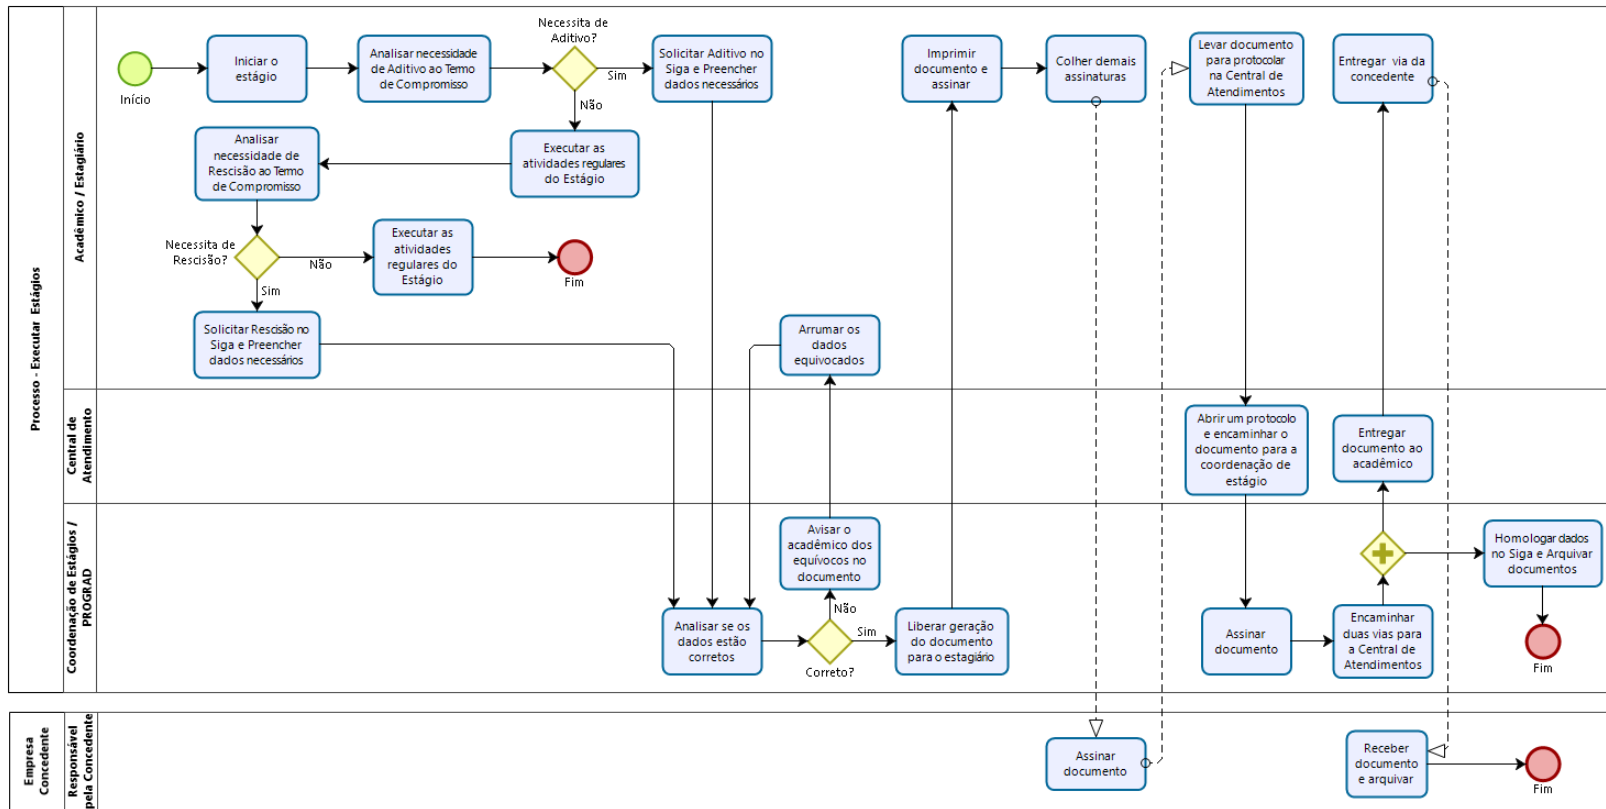 Processo - Executar Estágios
Acadêmico / Estagiário
Início
Iniciar o
estágio
Analisar necessidade
de Aditivo ao Termo
de Compromisso
Necessita de
Aditivo?
Sim
Não
Solicitar Aditivo no
Siga e Preencher
dados necessários
Executar as
atividades regulares
do Estágio
Analisar
necessidade de
Rescisão ao Termo
de Compromisso
Necessita de
Rescisão?
Não
Sim
Executar as
atividades
regulares do
Estágio
Fim
Solicitar Rescisão no
Siga e Preencher
dados necessários
Arrumar os
dados
equivocados
Imprimir
documento e
assinar
Colher demais
assinaturas
Levar documento
para protocolar
na Central de
Atendimentos
Entregar via da
concedente
Central de
Atendimento
Abrir um protocolo
e encaminhar o
documento para a
coordenação de
estágio
Entregar
documento ao
acadêmico
Coordenação de Estágios /
PROGRAD
Avisar o
acadêmico dos
equívocos no
documento
Não
Analisar se os
dados estão
corretos
Correto?
Sim
Liberar geração
do documento
para o estagiário
Assinar
documento
Encaminhar
duas vias para
a Central de
Atendimentos
Homologar dados
no Siga e Arquivar
documentos
Fim
Empresa
Concedente
Responsável
pela Concedente
Assinar
documento
Receber
documento
e arquivar
Fim